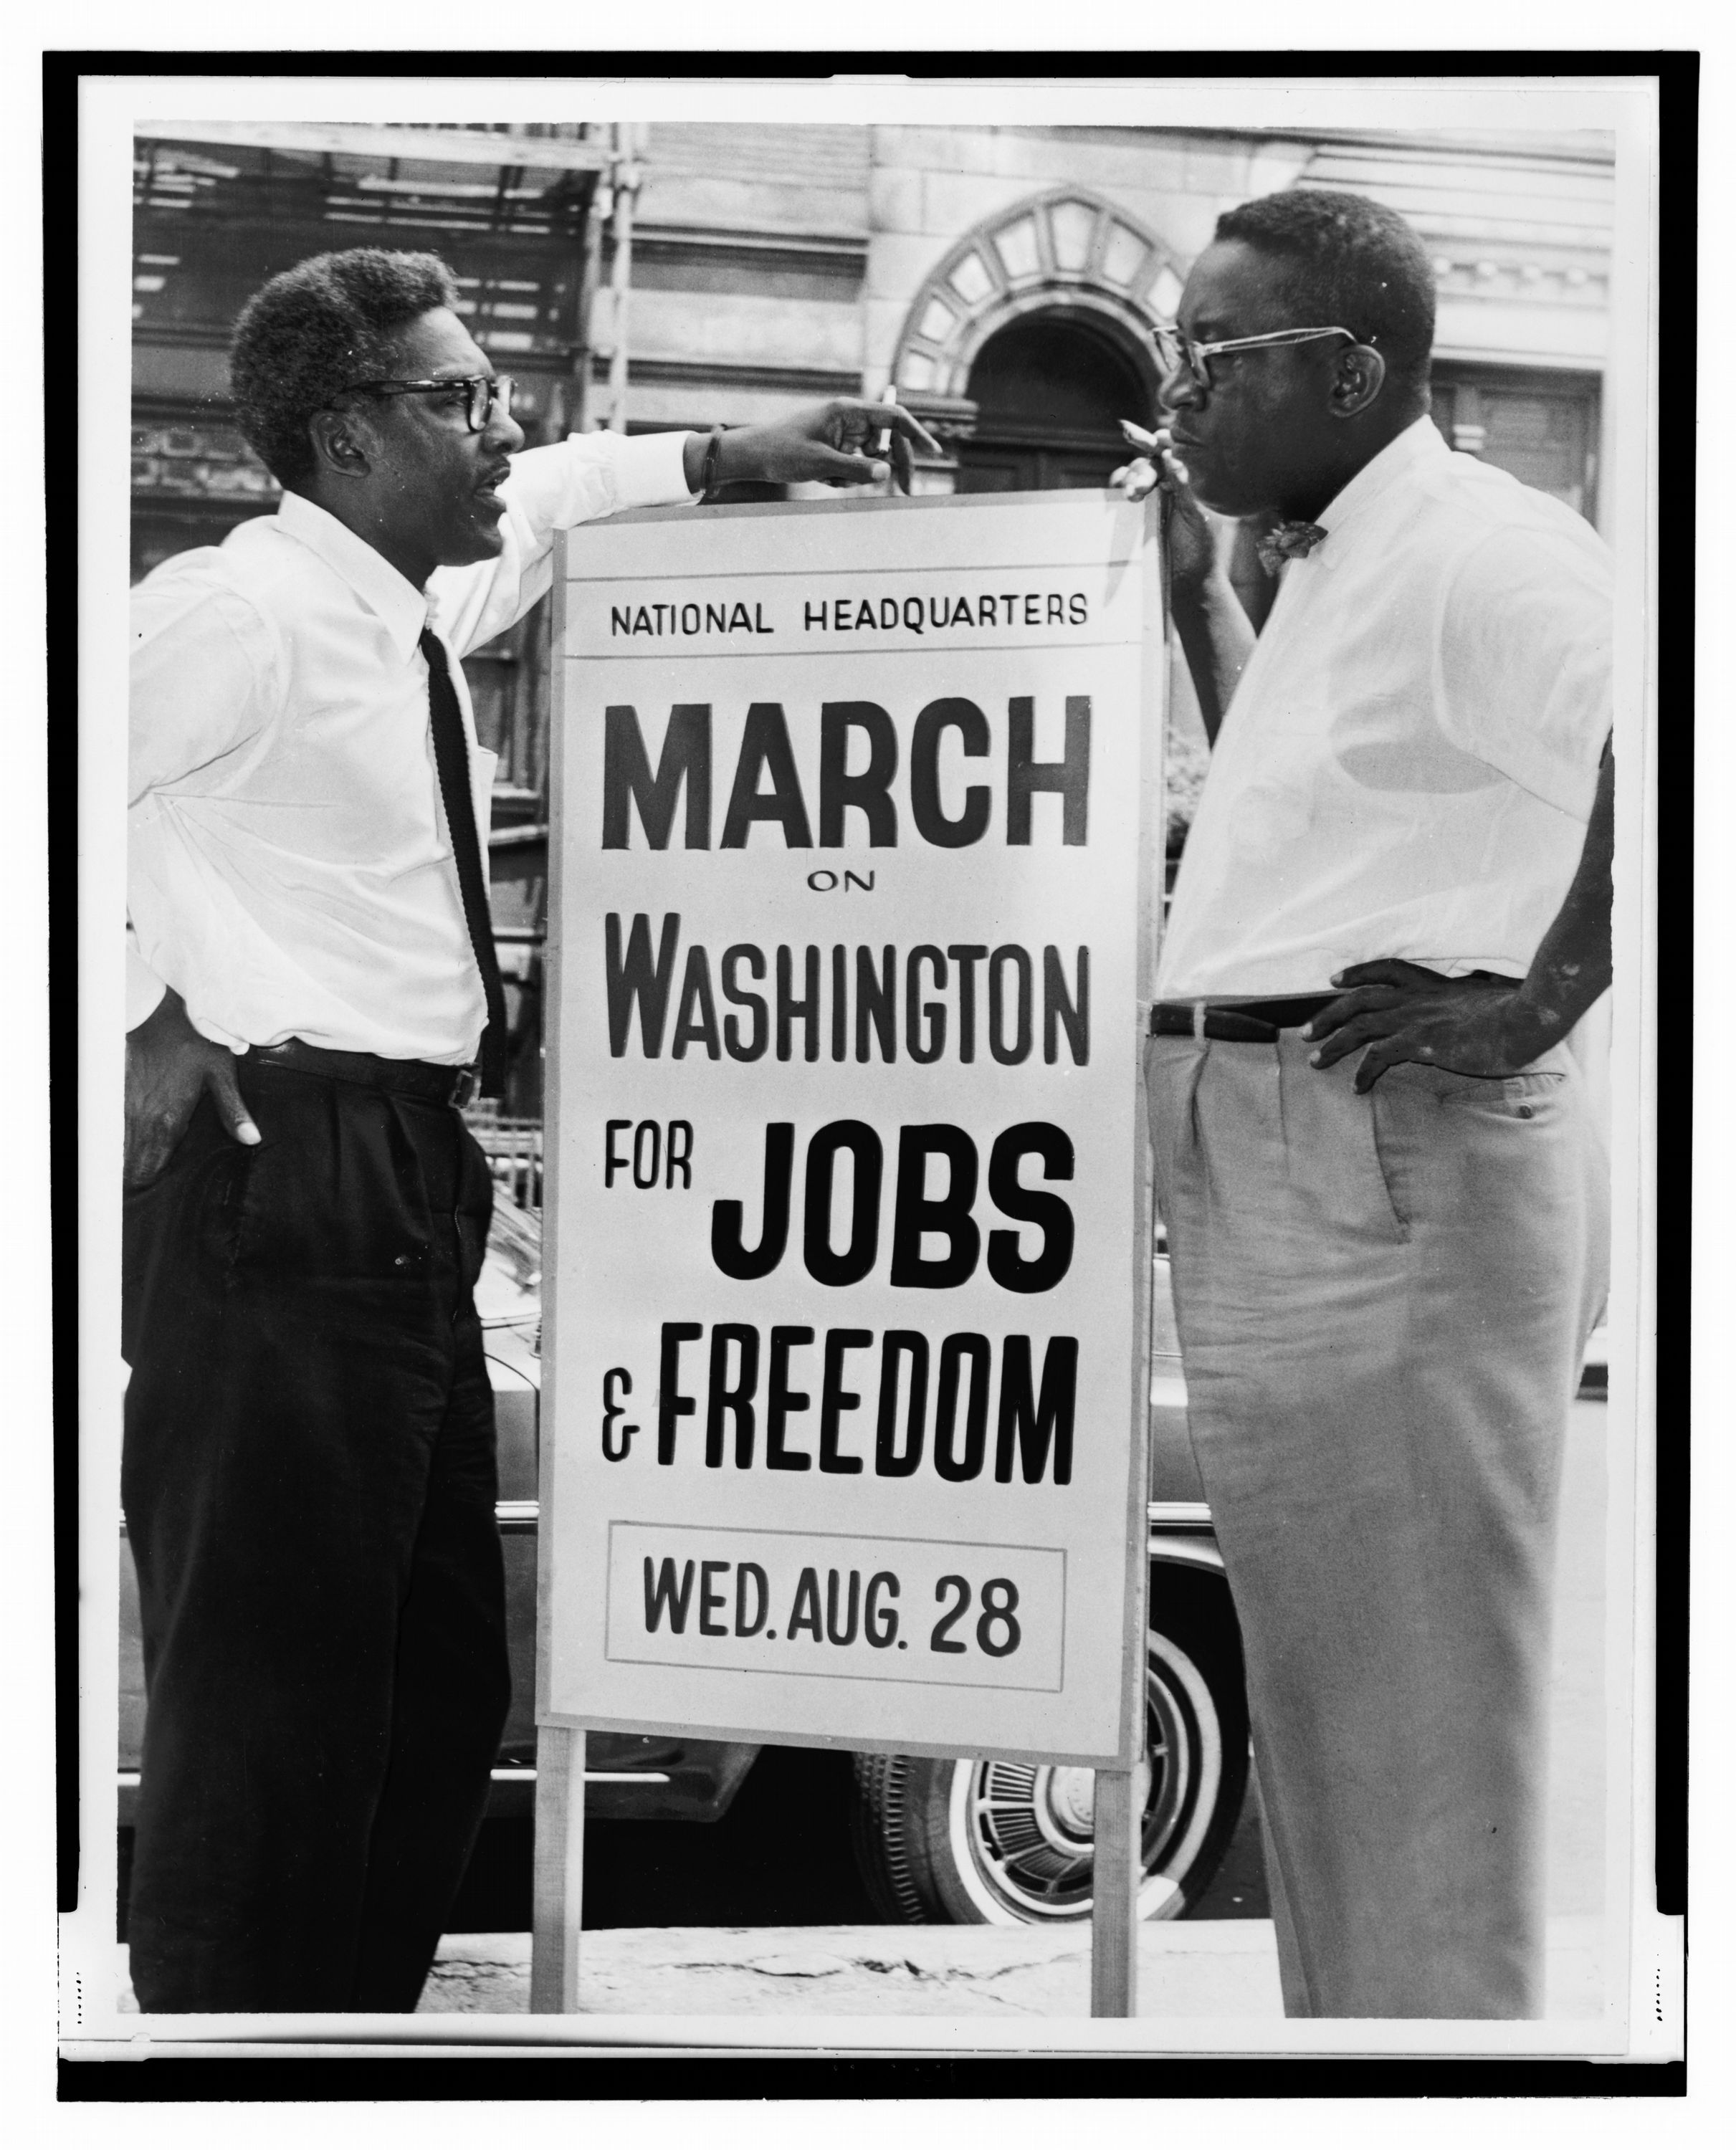 NATIONAL HEADQUARTERS
MARCH
ON
WASHINGTON
FOR JOBS
& FREEDOM
WED. AUG. 28